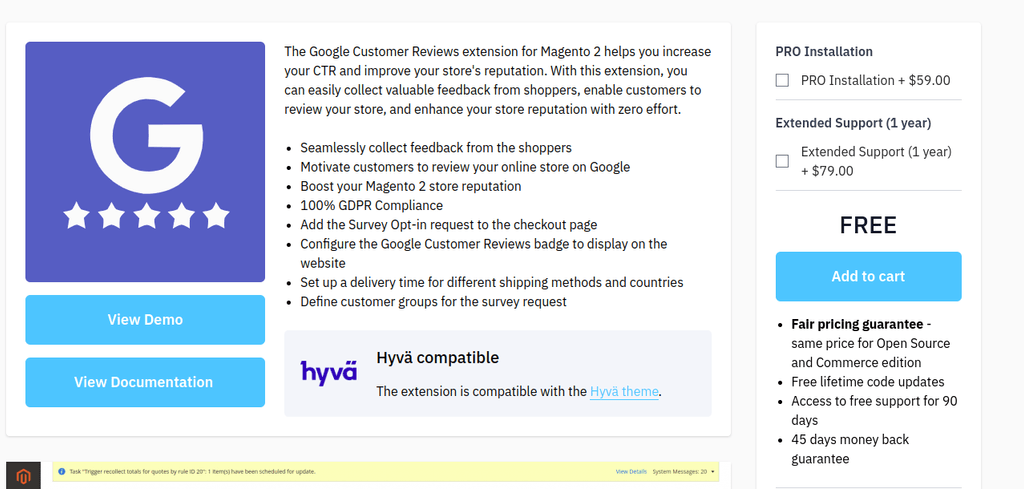 The Google Customer Reviews extension for Magento 2 helps you increase
your CTR and improve your store's reputation. With this extension, you
can easily collect valuable feedback from shoppers, enable customers to
review your store, and enhance your store reputation with zero effort.
• Seamlessly collect feedback from the shoppers
• Motivate customers to review your online store on Google
• Boost your Magento 2 store reputation
• 100% GDPR Compliance
• Add the Survey Opt-in request to the checkout page
• Configure the Google Customer Reviews badge to display on the
website
• Set up a delivery time for different shipping methods and countries
• Define customer groups for the survey request
G
View Demo
View Documentation
hyvä
Hyvä compatible
The extension is compatible with the Hyvä theme.
PRO Installation
PRO Installation + $59.00
Extended Support (1 year)
Extended Support (1 year)
+ $79.00
FREE
Add to cart
• Fair pricing guarantee -
same price for Open Source
and Commerce edition
• Free lifetime code updates
• Access to free support for 90
days
• 45 days money back
guarantee
Task "Trigger recollect totals for quotes by rule ID 20": 1 item(s) have been scheduled for update.
View Details
System Messages: 20